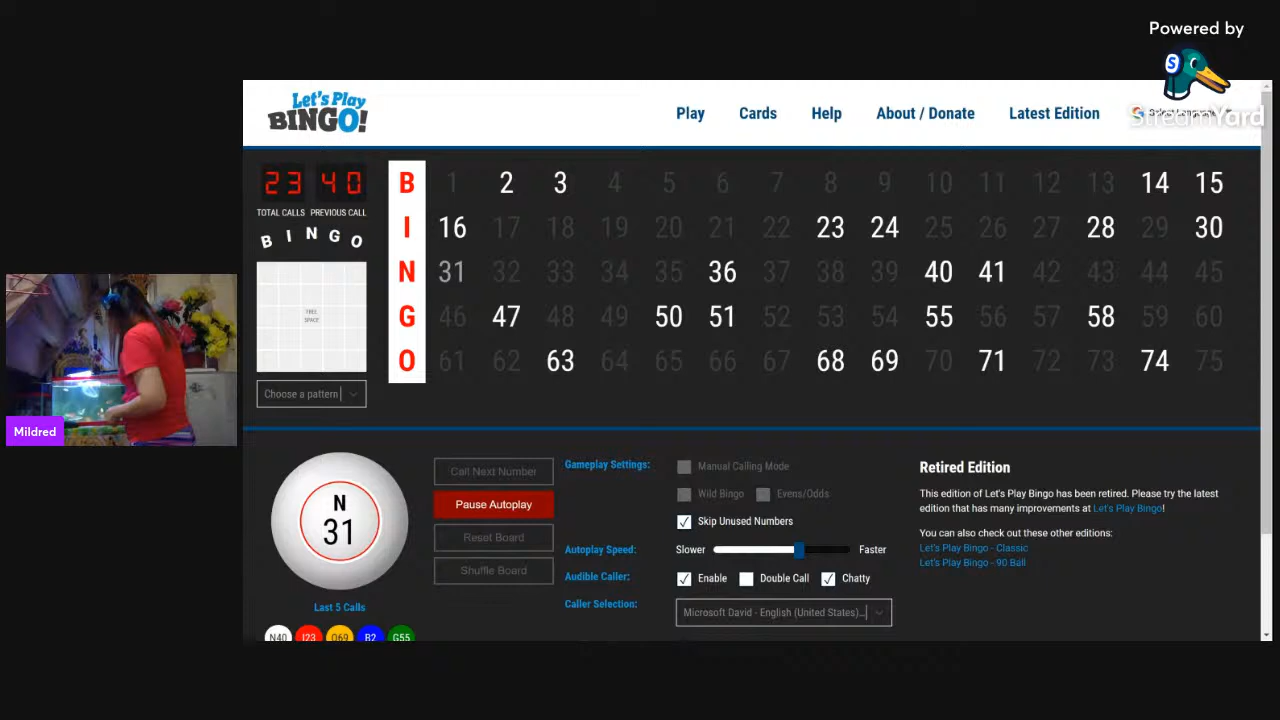 Powered by
S
StreamYard
Let's Play
BINGO!
Play
Cards
Help
About / Donate
Latest Edition
Select Language
23 40
TOTAL CALLS PREVIOUS CALL
B I N G O
FREE
SPACE
Choose a pattern
B 1 2 3 4 5 6 7 8 9 10 11 12 13 14 15
I 16 17 18 19 20 21 22 23 24 25 26 27 28 29 30
N 31 32 33 34 35 36 37 38 39 40 41 42 43 44 45
G 46 47 48 49 50 51 52 53 54 55 56 57 58 59 60
O 61 62 63 64 65 66 67 68 69 70 71 72 73 74 75
Mildred
N
31
Last 5 Calls
N40 I23 O69 B2 G55
Call Next Number
Pause Autoplay
Reset Board
Shuffle Board
Gameplay Settings:
Manual Calling Mode
Wild Bingo
Evens/Odds
Skip Unused Numbers
Autoplay Speed:
Slower
Faster
Audible Caller:
Enable
Double Call
Chatty
Caller Selection:
Microsoft David - English (United States)...
Retired Edition
This edition of Let's Play Bingo has been retired. Please try the latest
edition that has many improvements at Let's Play Bingo!
You can also check out these other editions:
Let's Play Bingo - Classic
Let's Play Bingo - 90 Ball